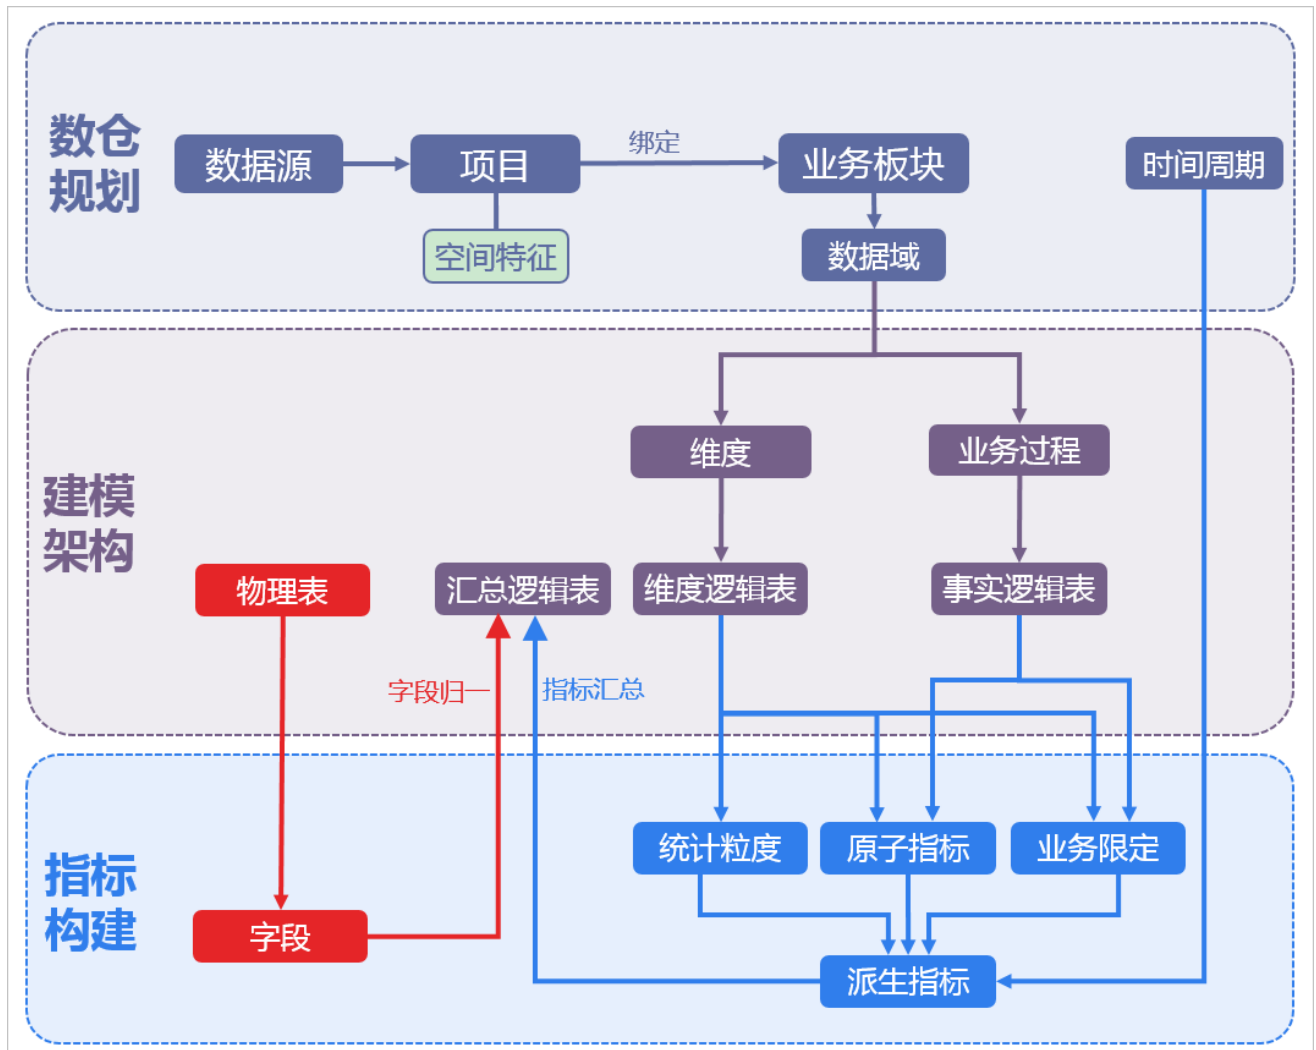 数仓
规划
数据源
项目
绑定
业务板块
时间周期
空间特征
数据域
建模
架构
维度
业务过程
物理表
汇总逻辑表
维度逻辑表
事实逻辑表
字段归一
指标汇总
指标
构建
统计粒度
原子指标
业务限定
字段
派生指标